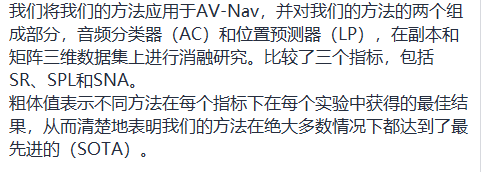 我们将我们的方法应用于AV-Nav，并对我们的方法的两个组
成部分，音频分类器（AC）和位置预测器（LP），在副本和
矩阵三维数据集上进行消融研究。比较了三个指标，包括
SR、SPL和SNA。
粗体值表示不同方法在每个指标下在每个实验中获得的最佳结
果，从而清楚地表明我们的方法在绝大多数情况下都达到了最
先进的（SOTA）。